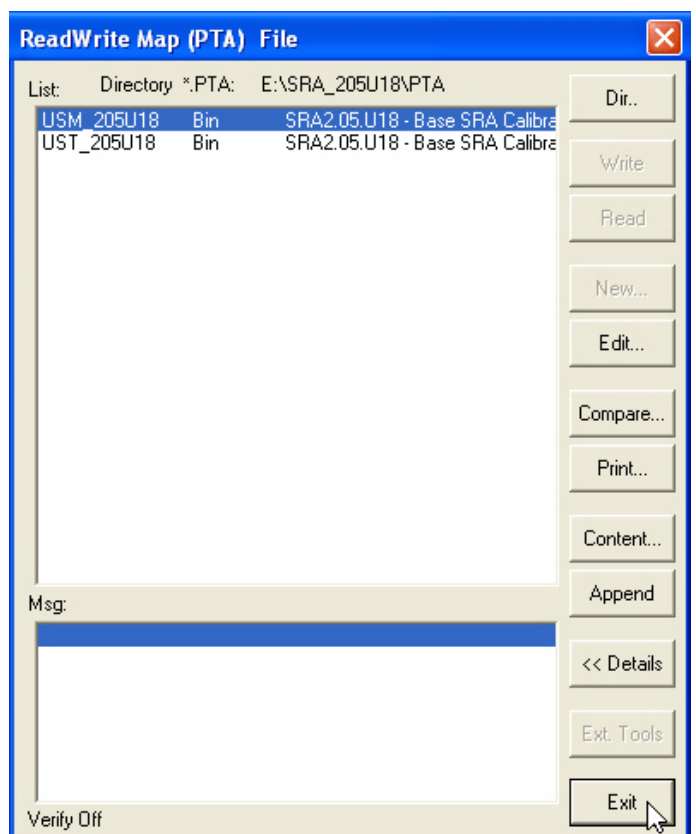 ReadWrite Map (PTA) File
List: Directory *.PTA: E:\SRA_205U18\PTA
USM_205U18 Bin SRA2.05.U18 - Base SRA Calibra
UST_205U18 Bin SRA2.05.U18 - Base SRA Calibra
Dir..
Write
Read
New...
Edit...
Compare...
Print...
Content...
Append
<< Details
Ext. Tools
Exit
Msg:
Verify Off